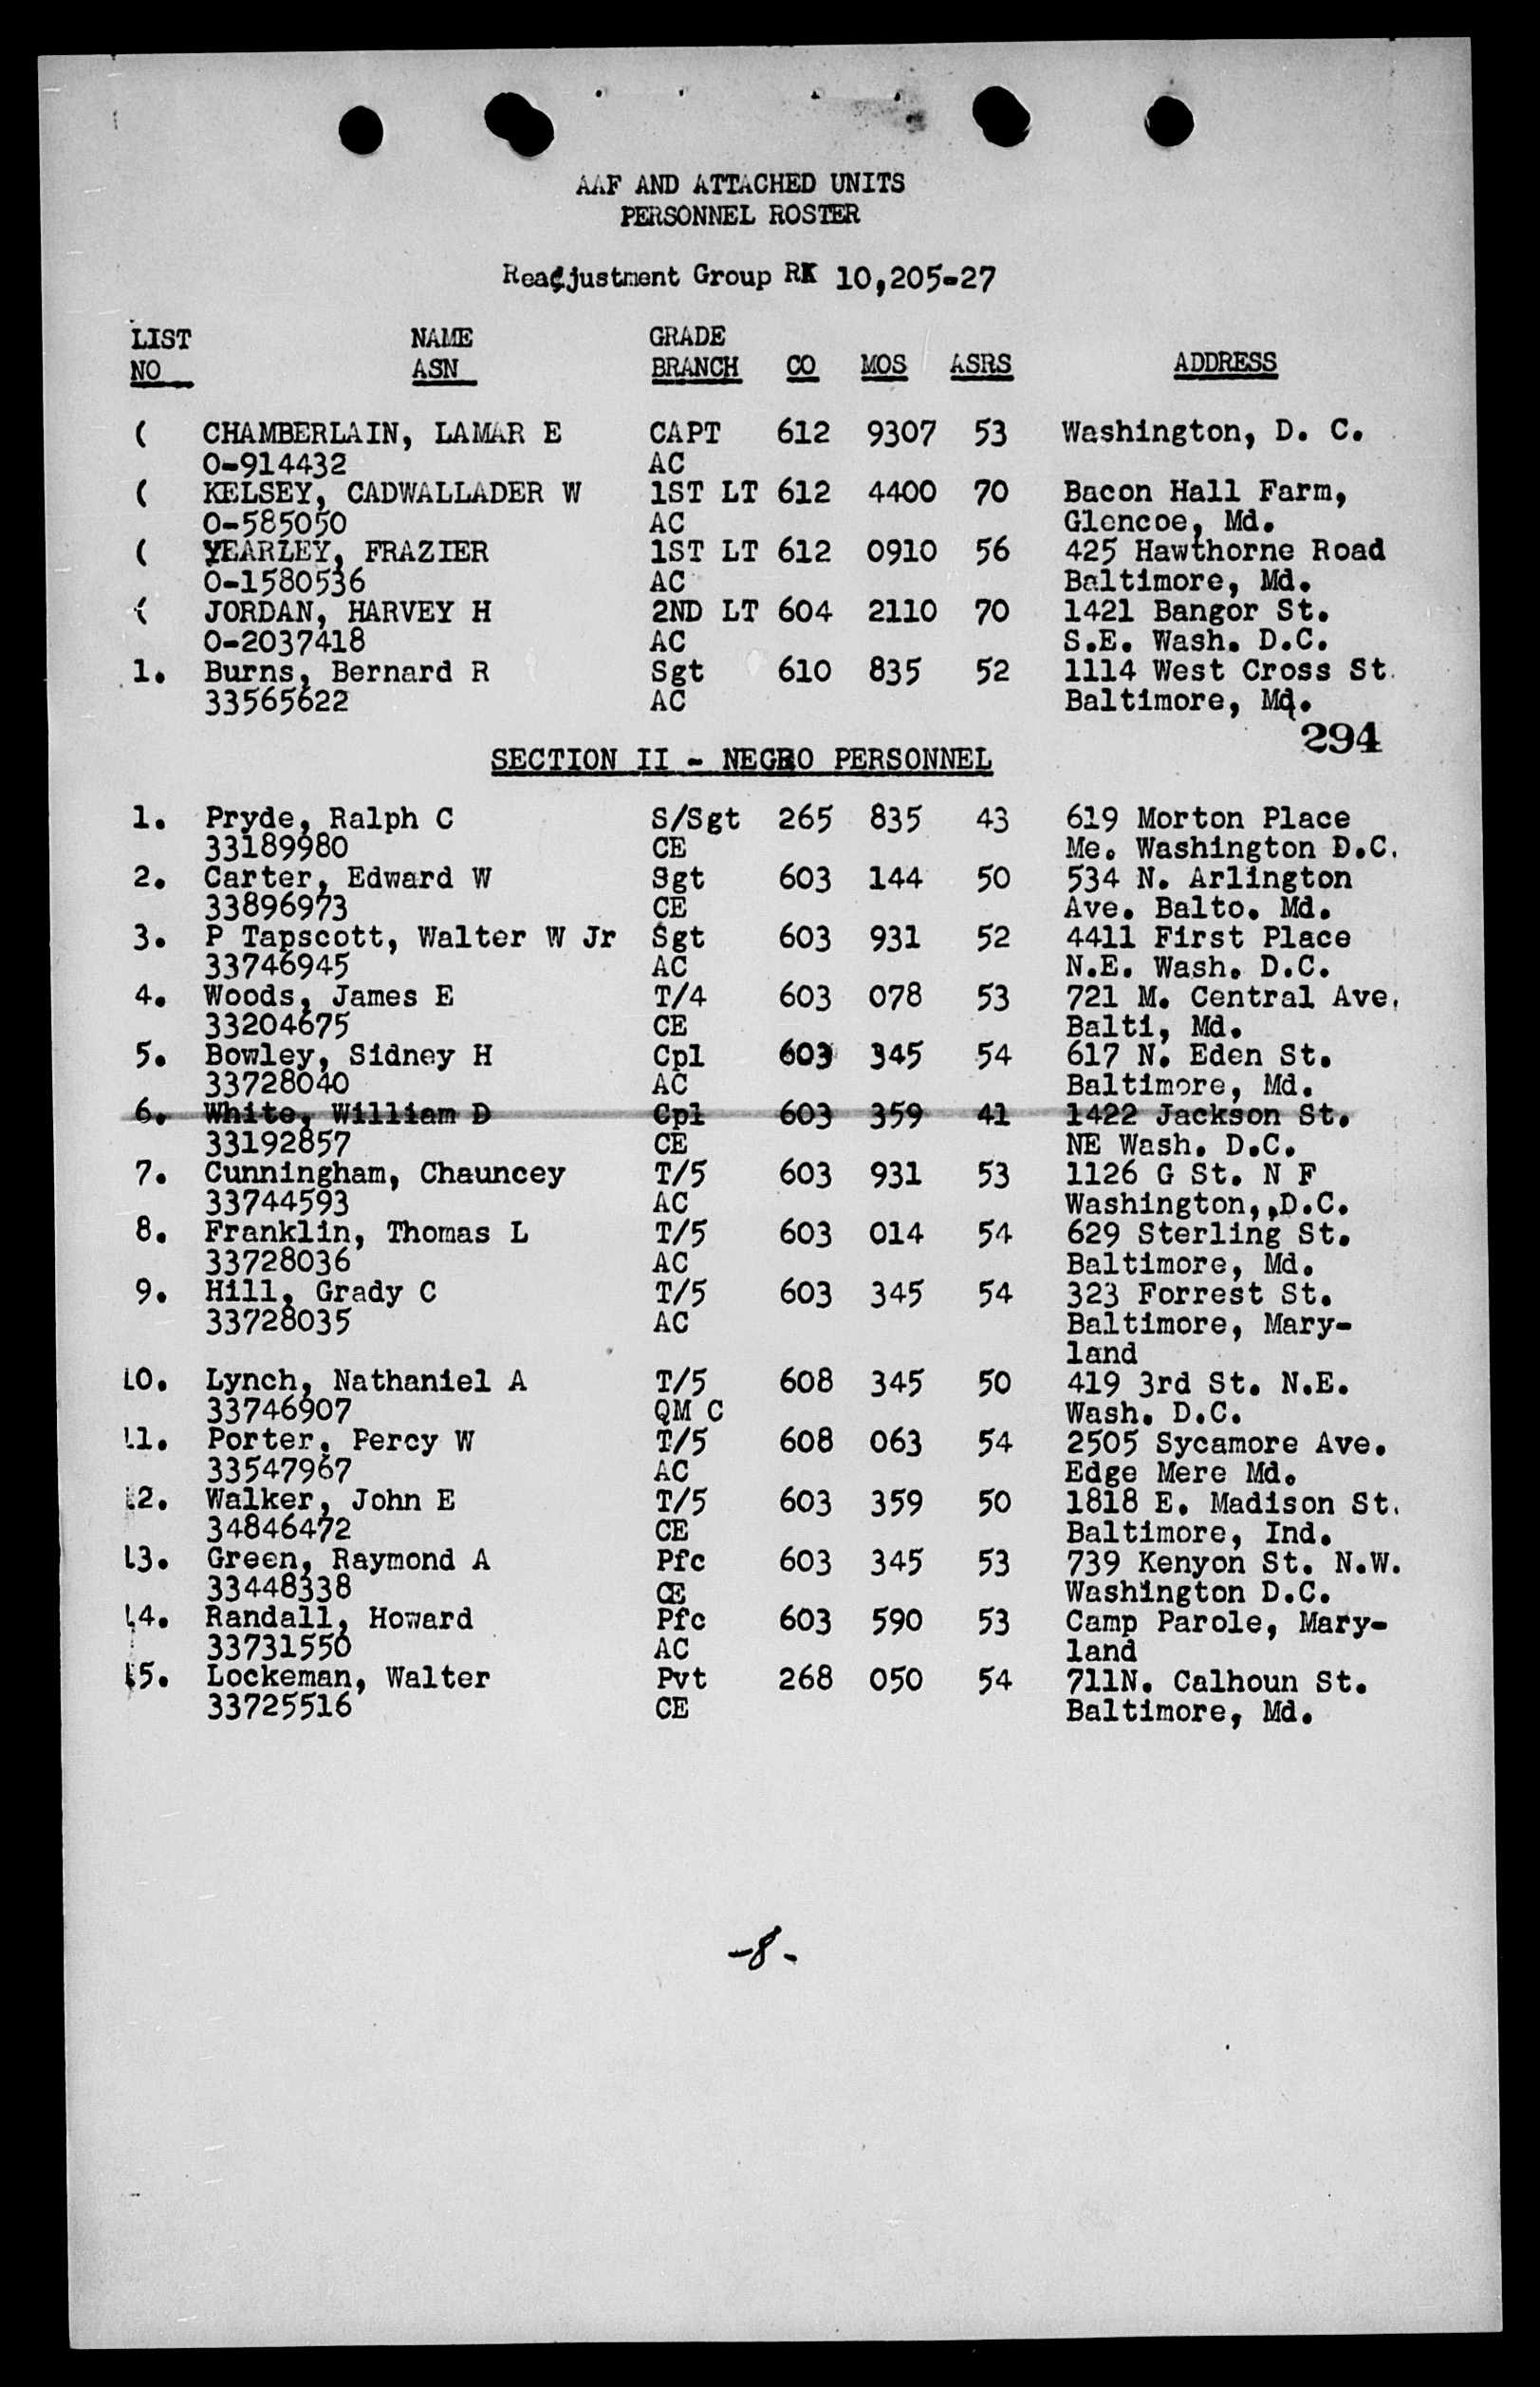 AAF AND ATTACHED UNITS
PERSONNEL ROSTER
Readjustment Group RK 10,205-27
LIST NAME GRADE
NO ASN BRANCH CO MOS ASRS ADDRESS
( CHAMBERLAIN, LAMAR E CAPT 612 9307 53 Washington, D. C.
O-914432 AC
( KELSEY, CADWALLADER W 1ST LT 612 4400 70 Bacon Hall Farm,
O-585050 AC Glencoe, Md.
( YEARLEY, FRAZIER 1ST LT 612 0910 56 425 Hawthorne Road
O-1580536 AC Baltimore, Md.
( JORDAN, HARVEY H 2ND LT 604 2110 70 1421 Bangor St.
O-2037418 AC S.E. Wash. D.C.
1. Burns, Bernard R Sgt 610 835 52 1114 West Cross St.
33565622 AC Baltimore, Md.
294
SECTION II - NEGRO PERSONNEL
1. Pryde, Ralph C S/Sgt 265 835 43 619 Morton Place
33189980 CE Me. Washington D.C.
2. Carter, Edward W Sgt 603 144 50 534 N. Arlington
33896973 CE Ave. Balto. Md.
3. P Tapscott, Walter W Jr Sgt 603 931 52 4411 First Place
33746945 AC N.E. Wash. D.C.
4. Woods, James E T/4 603 078 53 721 M. Central Ave.
33204675 CE Balti, Md.
5. Bowley, Sidney H Cpl 603 345 54 617 N. Eden St.
33728040 AC Baltimore, Md.
6. White, William D Cpl 603 359 41 1422 Jackson St.
33192857 CE NE Wash. D.C.
7. Cunningham, Chauncey T/5 603 931 53 1126 G St. N F
33744593 AC Washington,,D.C.
8. Franklin, Thomas L T/5 603 014 54 629 Sterling St.
33728036 AC Baltimore, Md.
9. Hill, Grady C T/5 603 345 54 323 Forrest St.
33728035 AC Baltimore, Mary-
land
10. Lynch, Nathaniel A T/5 608 345 50 419 3rd St. N.E.
33746907 QM C Wash. D.C.
11. Porter, Percy W T/5 608 063 54 2505 Sycamore Ave.
33547967 AC Edge Mere Md.
12. Walker, John E T/5 603 359 50 1818 E. Madison St.
34846472 CE Baltimore, Ind.
13. Green, Raymond A Pfc 603 345 53 739 Kenyon St. N.W.
33448338 CE Washington D.C.
14. Randall, Howard Pfc 603 590 53 Camp Parole, Mary-
33731550 AC land
15. Lockeman, Walter Pvt 268 050 54 711N. Calhoun St.
33725516 CE Baltimore, Md.
-8-